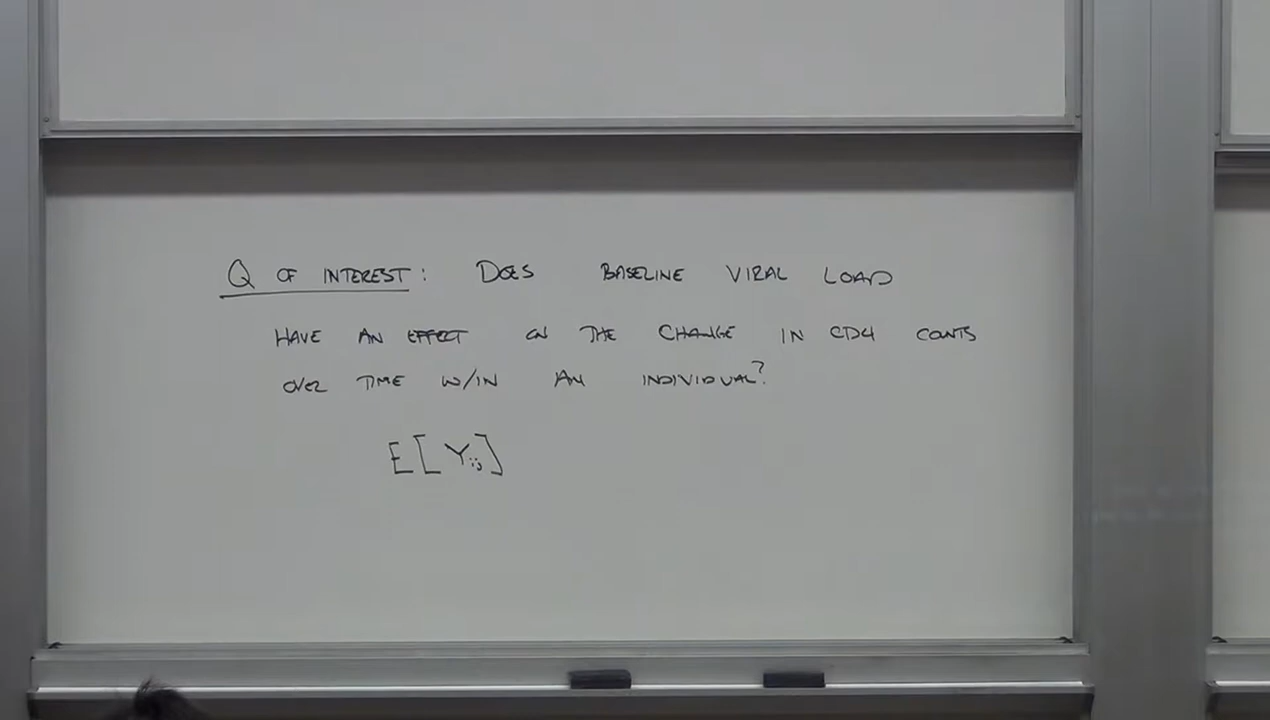 Q OF INTEREST: DOES BASELINE VIRAL LOAD
HAVE AN EFFECT ON THE CHANGE IN CD4 CONTS
OVER TIME W/IN AN INDIVIDUAL?
E[Yij]